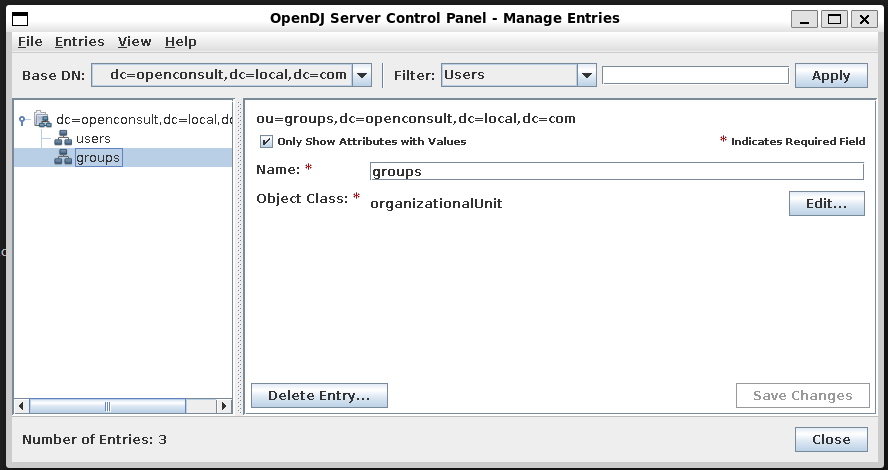 OpenDJ Server Control Panel - Manage Entries
File Entries View Help
Base DN: dc=openconsult,dc=local,dc=com Filter: Users Apply
dc=openconsult,dc=local,dc
users
groups
ou=groups,dc=openconsult,dc=local,dc=com
Only Show Attributes with Values * Indicates Required Field
Name: * groups
Object Class: * organizationalUnit Edit...
Delete Entry... Save Changes
Number of Entries: 3 Close